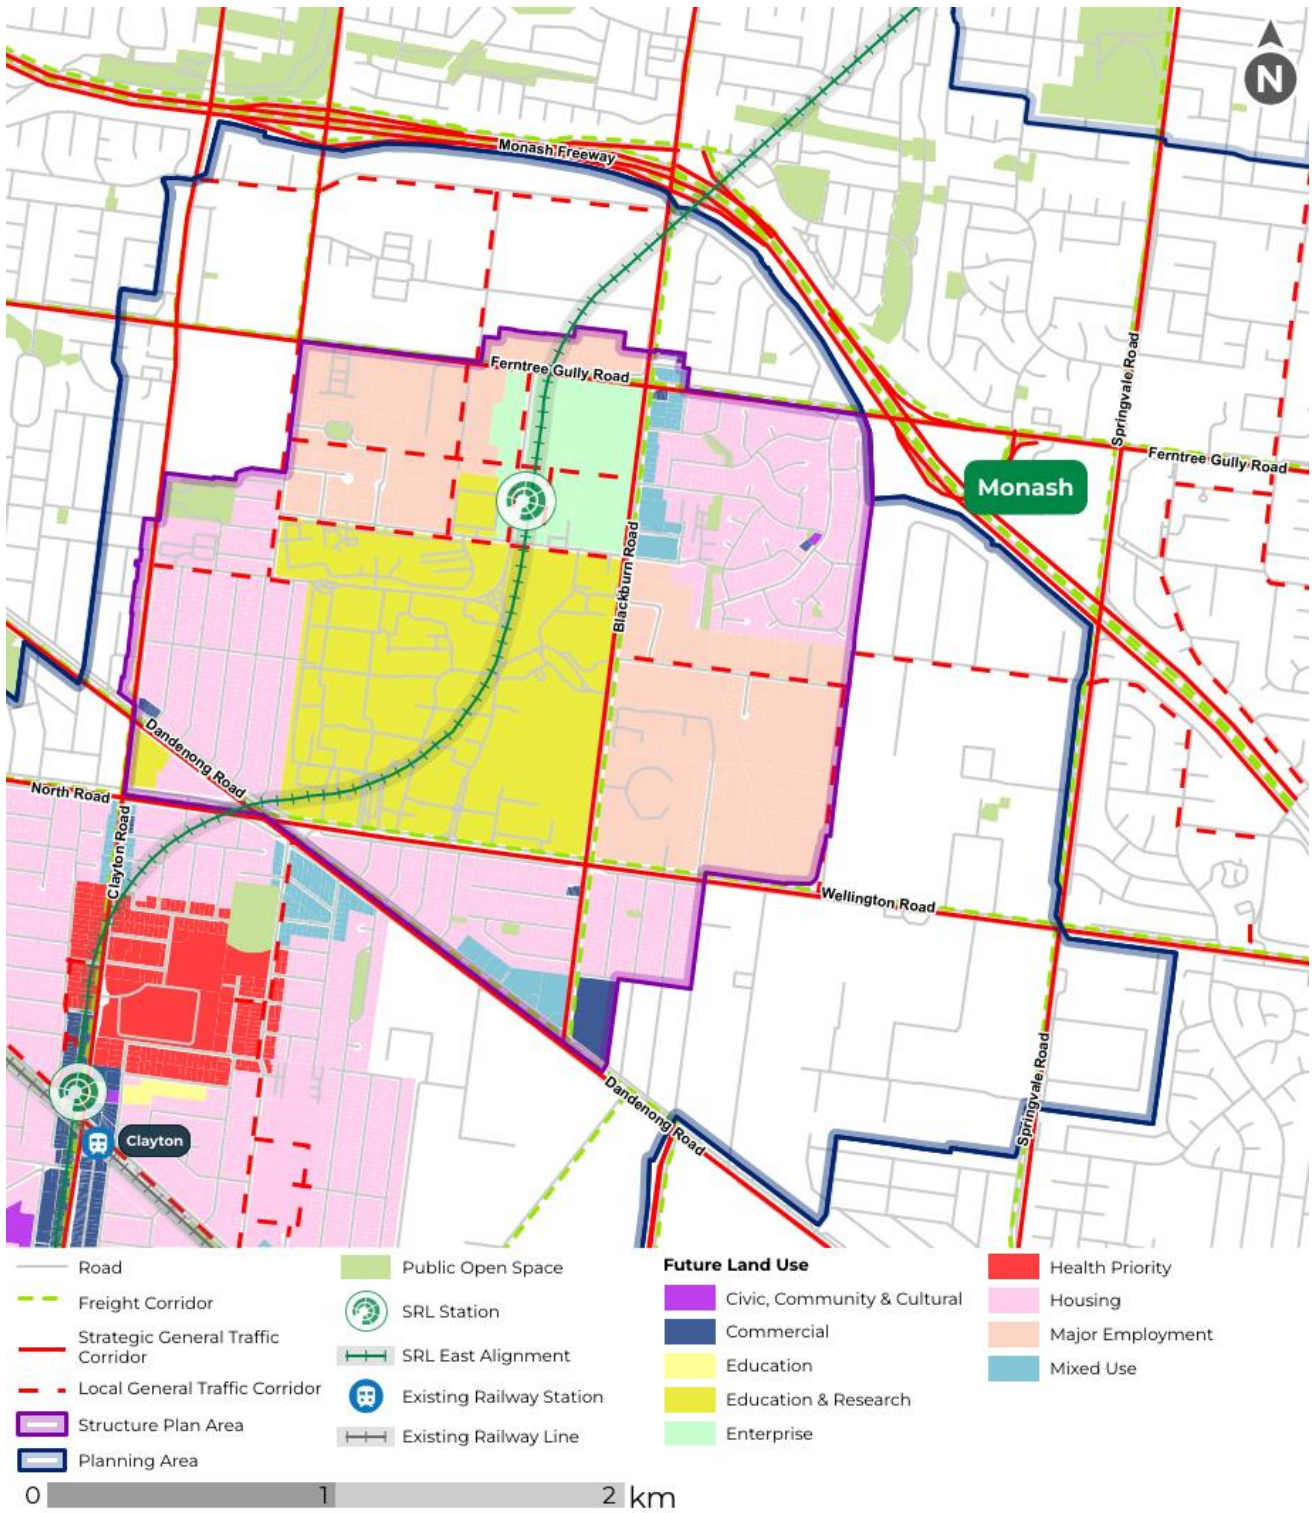 N
Monash Freeway
Springvale Road
Ferntree Gully Road
Ferntree Gully Road
Monash
Blackburn Road
Dandenong Road
North Road
Clayton Road
Wellington Road
Springvale Road
Dandenong Road
Clayton
Road
Freight Corridor
Strategic General Traffic
Corridor
Local General Traffic Corridor
Structure Plan Area
Planning Area
Public Open Space
SRL Station
SRL East Alignment
Existing Railway Station
Existing Railway Line
Future Land Use
Civic, Community & Cultural
Commercial
Education
Education & Research
Enterprise
Health Priority
Housing
Major Employment
Mixed Use
0 1 2 km